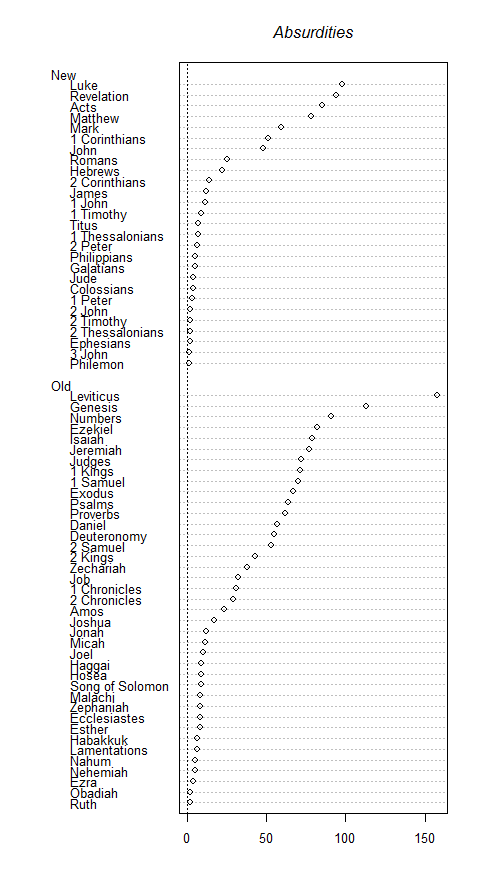 Absurdities
New
Luke
Revelation
Acts
Matthew
Mark
1 Corinthians
John
Romans
Hebrews
2 Corinthians
James
1 John
1 Timothy
Titus
1 Thessalonians
2 Peter
Philippians
Galatians
Jude
Colossians
1 Peter
2 John
2 Timothy
2 Thessalonians
Ephesians
3 John
Philemon
Old
Leviticus
Genesis
Numbers
Ezekiel
Isaiah
Jeremiah
Judges
1 Kings
1 Samuel
Exodus
Psalms
Proverbs
Daniel
Deuteronomy
2 Samuel
2 Kings
Zechariah
Job
1 Chronicles
2 Chronicles
Amos
Joshua
Jonah
Micah
Joel
Haggai
Hosea
Song of Solomon
Malachi
Zephaniah
Ecclesiastes
Esther
Habakkuk
Lamentations
Nahum
Nehemiah
Ezra
Obadiah
Ruth
0 50 100 150